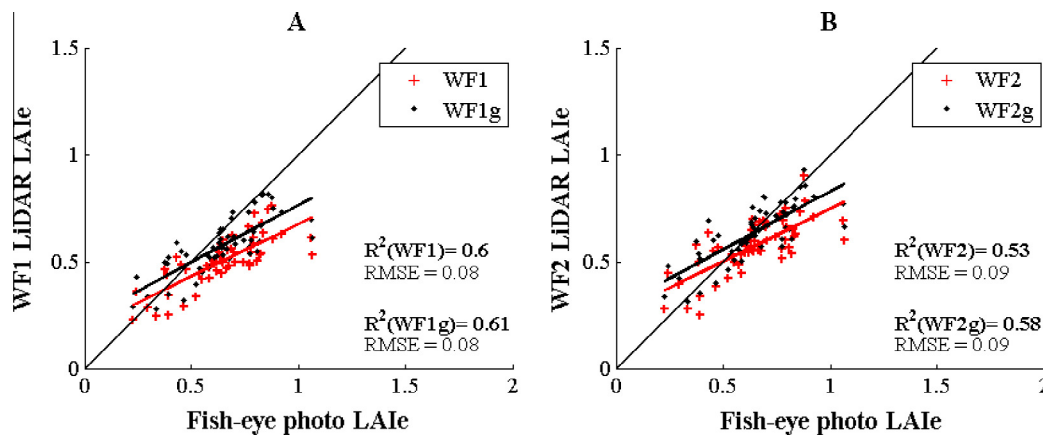 A
WF1 LiDAR LAIe
1.5
1
0.5
0
WF1
WF1g
R²(WF1)= 0.6
RMSE = 0.08
R²(WF1g)= 0.61
RMSE = 0.08
0
0.5
1
1.5
2
Fish-eye photo LAIe
B
WF2 LiDAR LAIe
1.5
1
0.5
0
WF2
WF2g
R²(WF2)= 0.53
RMSE = 0.09
R²(WF2g)= 0.58
RMSE = 0.09
0
0.5
1
1.5
2
Fish-eye photo LAIe